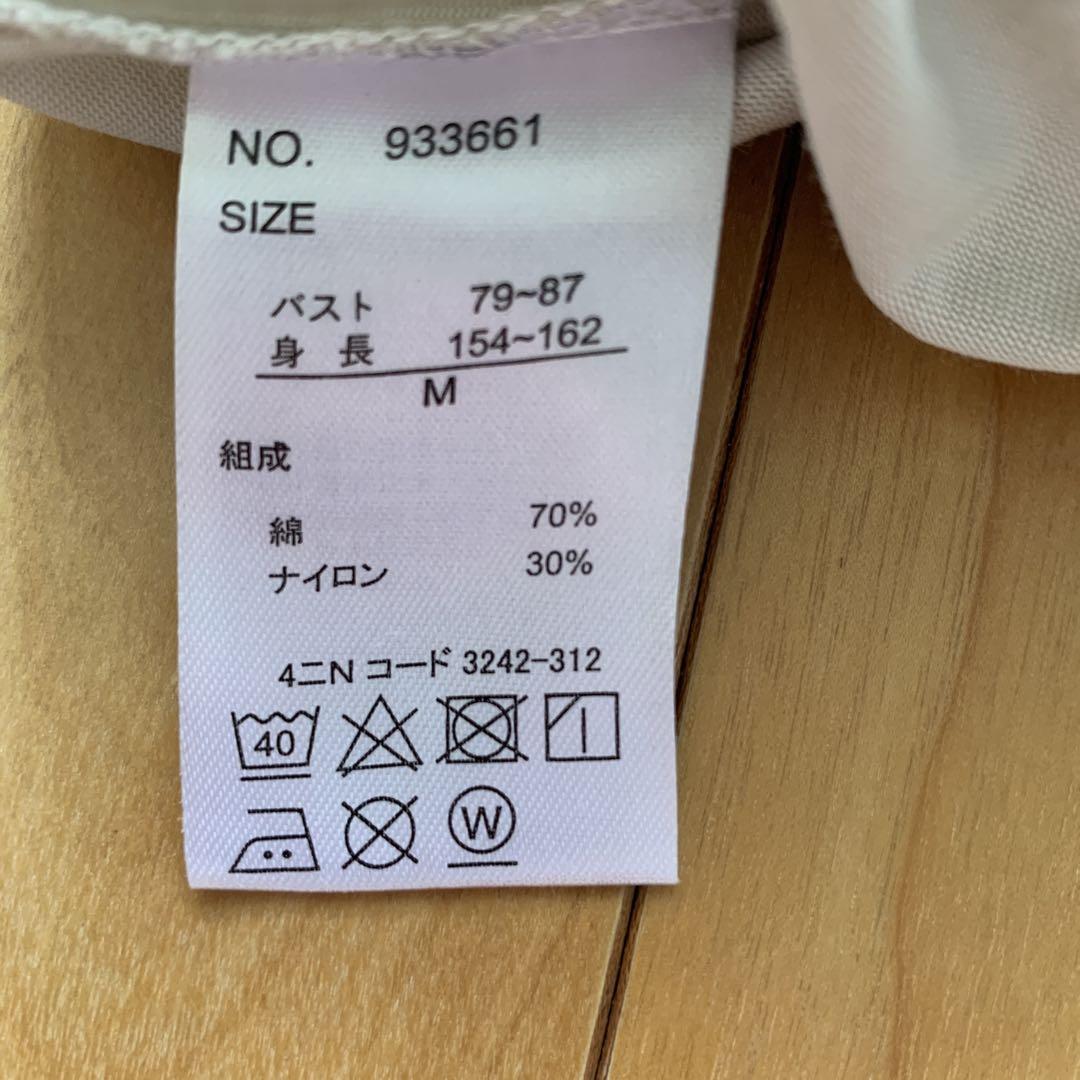 NO. 933661
SIZE
バスト 79~87
身 長 154~162
M
組成
綿 70%
ナイロン 30%
4ニN コード 3242-312
40
W